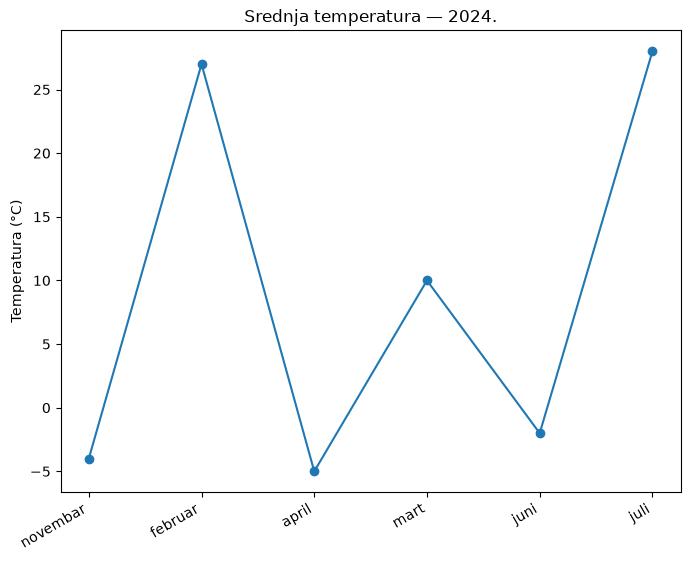 Srednja temperatura — 2024.
Temperatura (°C)
25
20
15
10
5
0
−5
novembar
februar
april
mart
juni
juli